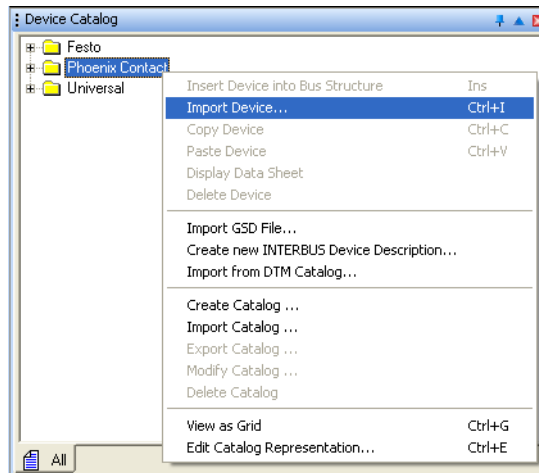 Device Catalog
Festo
Phoenix Contact
Universal
Insert Device into Bus Structure Ins
Import Device... Ctrl+I
Copy Device Ctrl+C
Paste Device Ctrl+V
Display Data Sheet
Delete Device
Import GSD File...
Create new INTERBUS Device Description...
Import from DTM Catalog...
Create Catalog ...
Import Catalog ...
Export Catalog ...
Modify Catalog ...
Delete Catalog
View as Grid Ctrl+G
Edit Catalog Representation... Ctrl+E
All